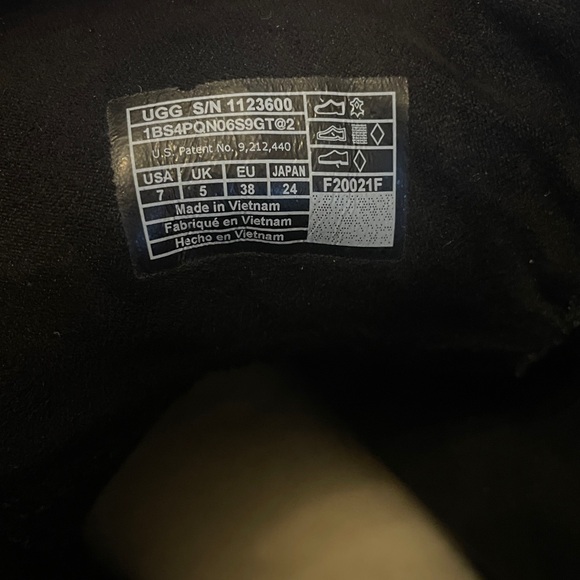 UGG S/N 1123600
1BS4PQN06S9GT@2
U.S. Patent No. 9,212,440
USA UK EU JAPAN
7 5 38 24
F20021F
Made in Vietnam
Fabriqué en Vietnam
Hecho en Vietnam